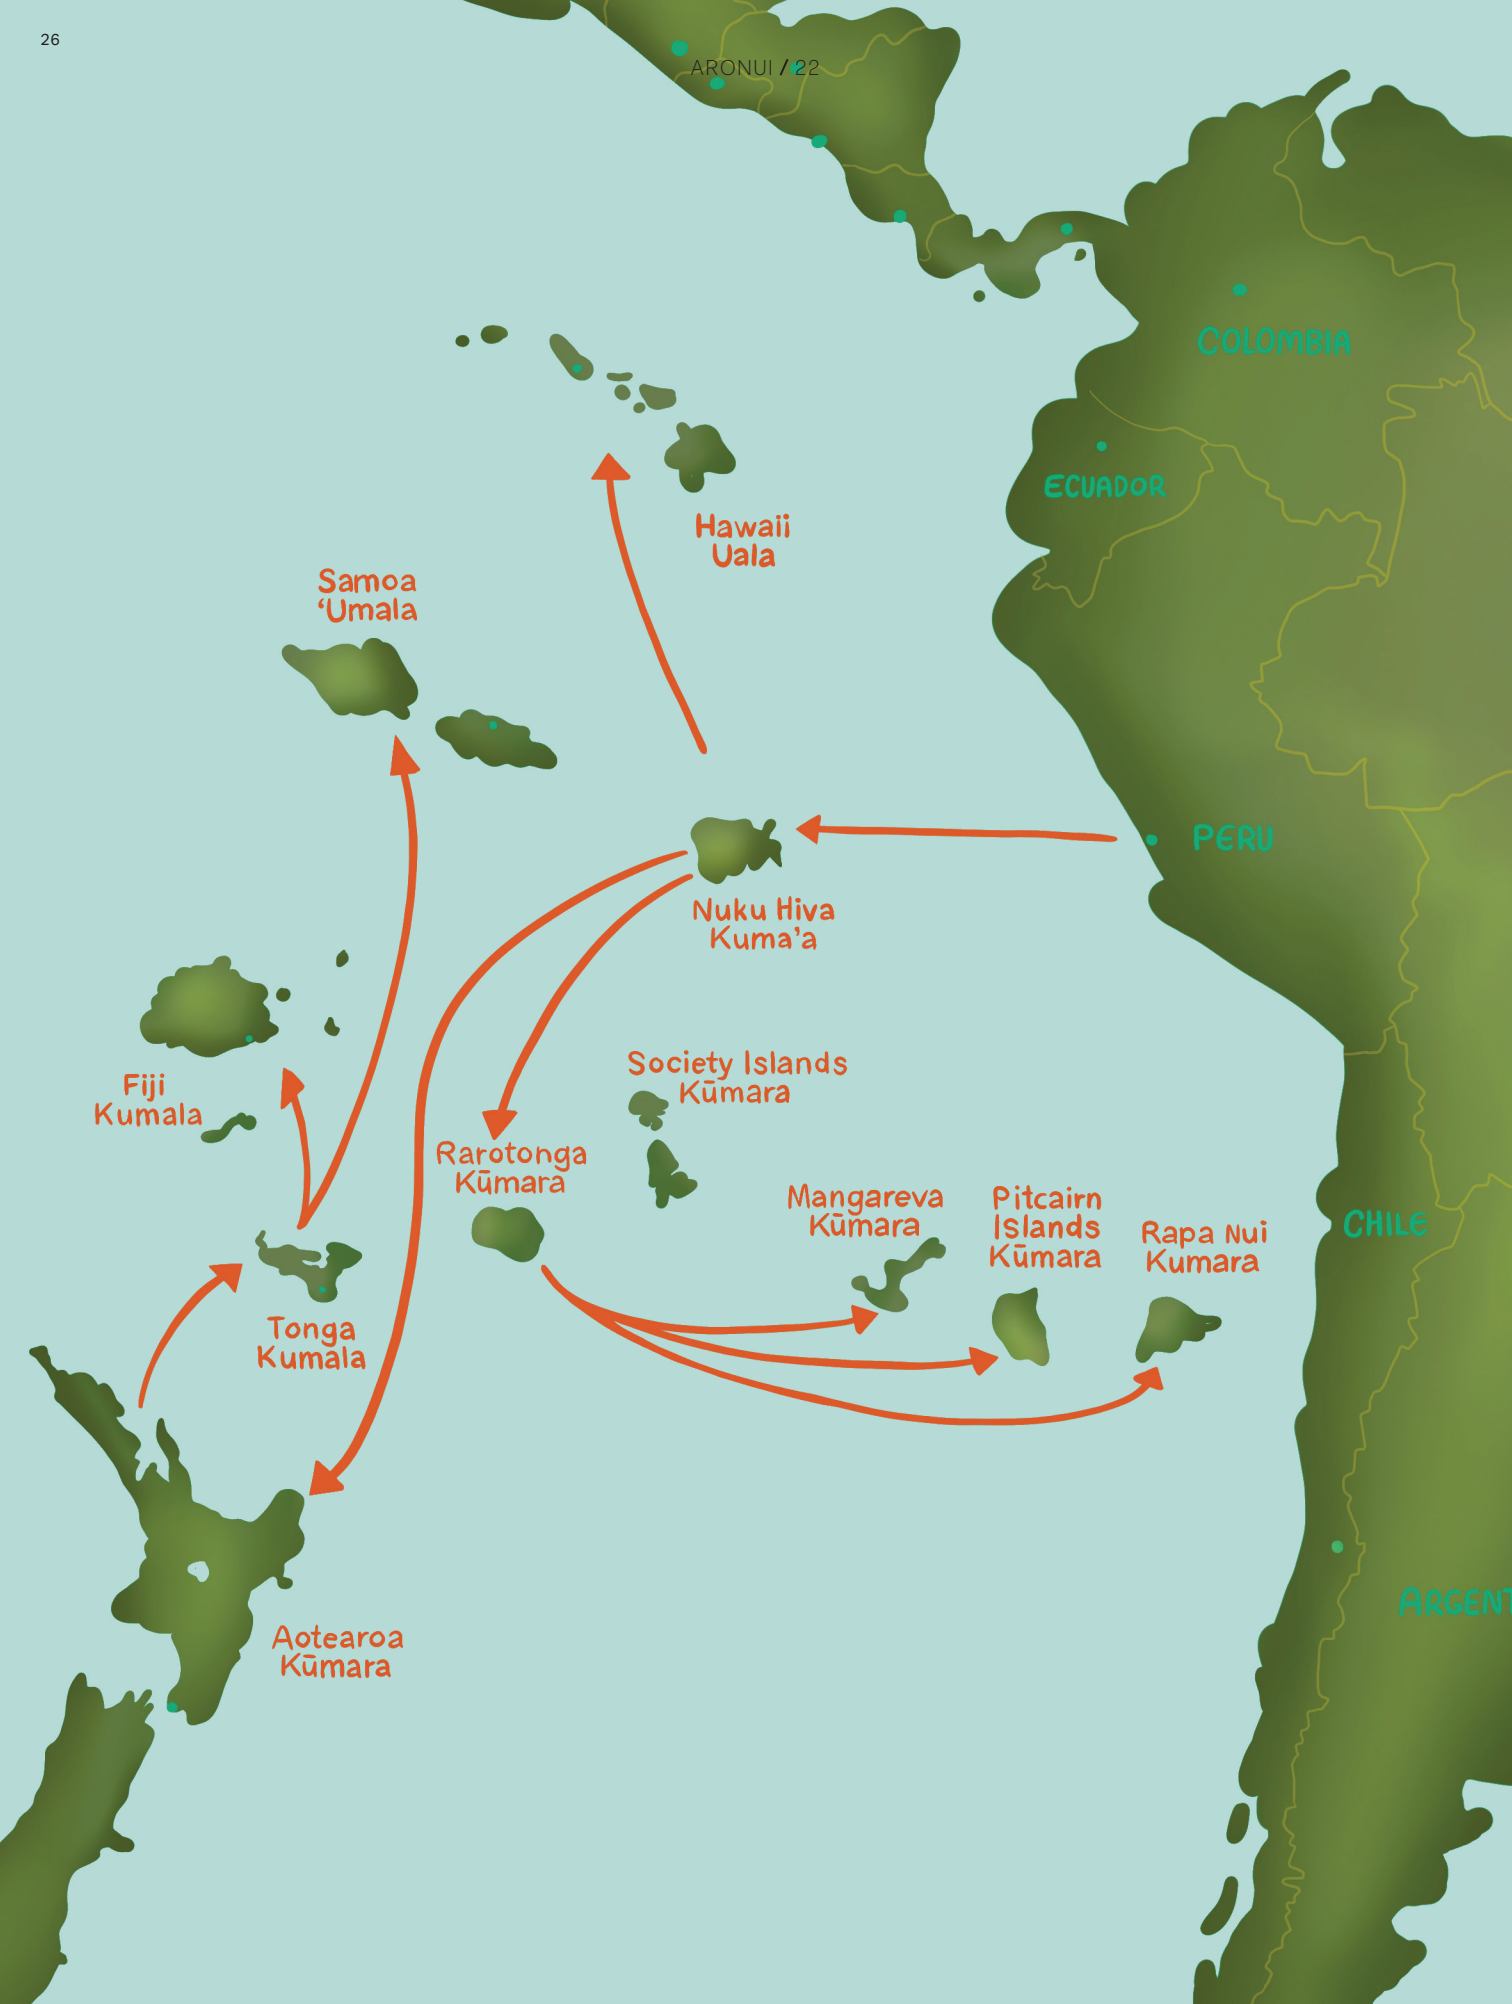 26
ARONUI / 22
COLOMBIA
ECUADOR
Hawaii
Uala
Samoa
‘Umala
PERU
Nuku Hiva
Kuma’a
Society Islands
Kūmara
Fiji
Kumala
Rarotonga
Kūmara
Mangareva
Kūmara
Pitcairn
Islands
Kūmara
Rapa Nui
Kumara
CHILE
Tonga
Kumala
ARGENT
Aotearoa
Kūmara